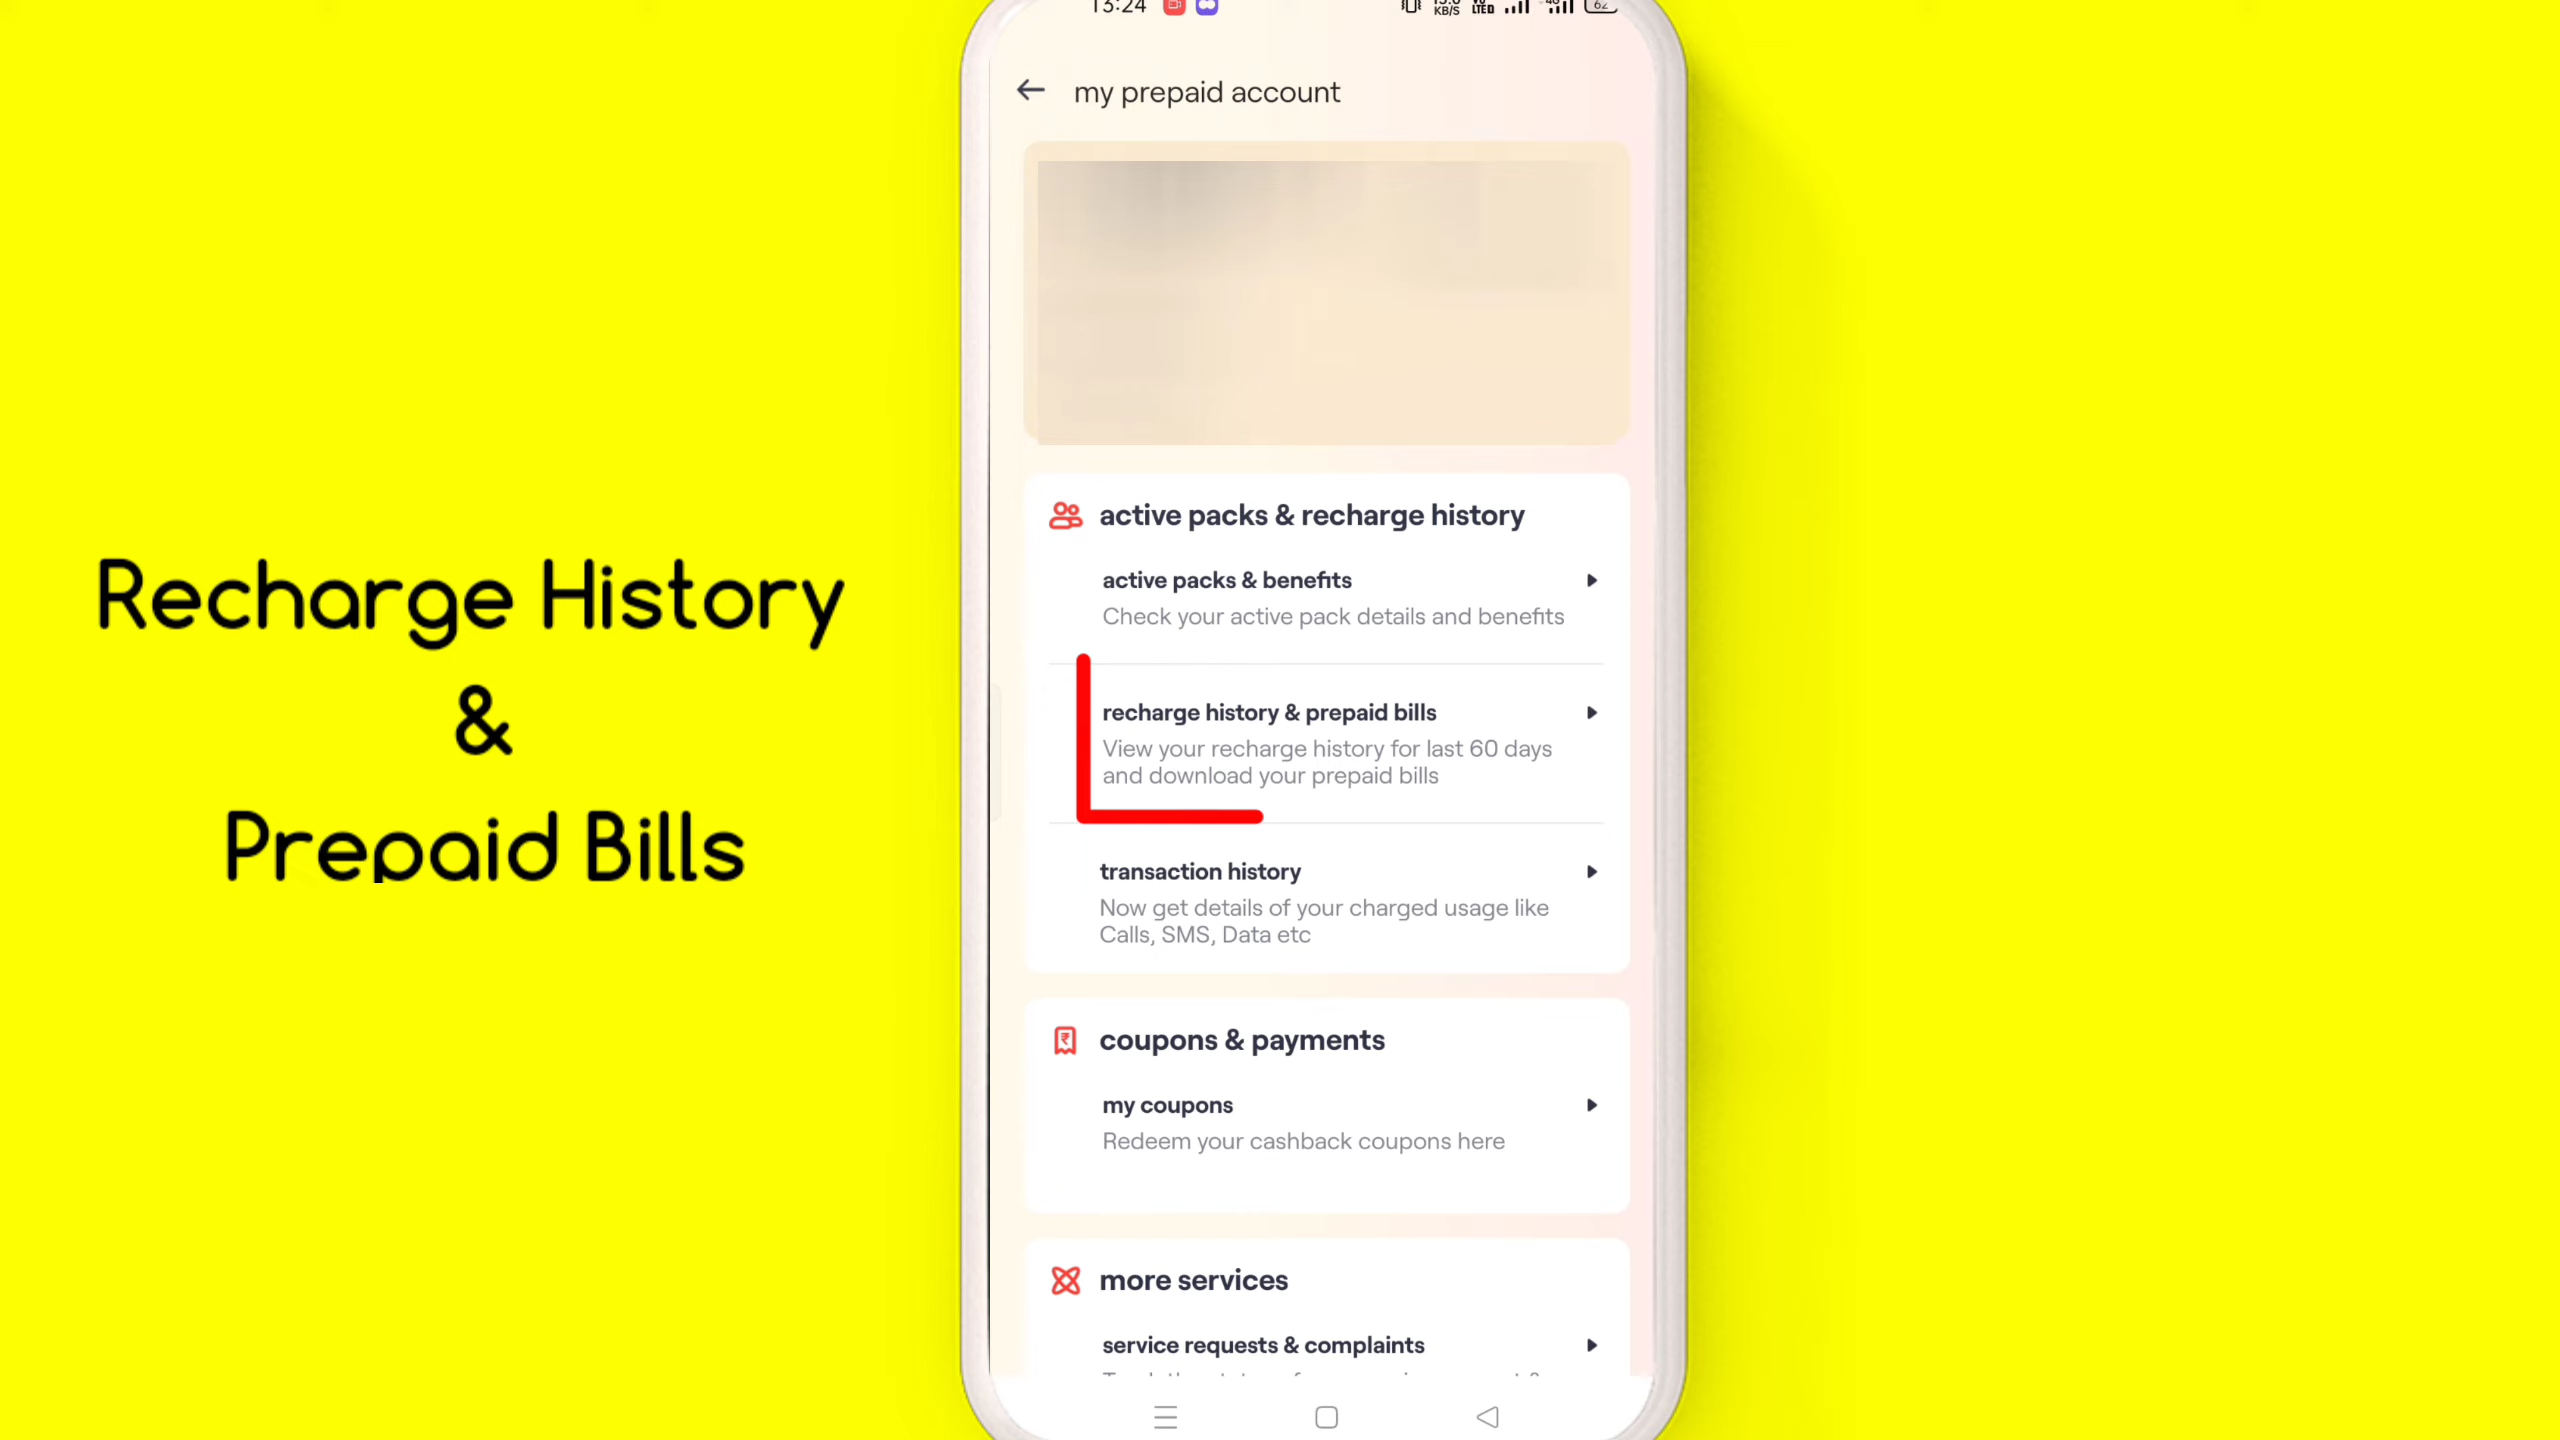 Recharge History
&
Prepaid Bills
13:24
KB/S
LTE
62
my prepaid account
active packs & recharge history
active packs & benefits
Check your active pack details and benefits
recharge history & prepaid bills
View your recharge history for last 60 days
and download your prepaid bills
transaction history
Now get details of your charged usage like
Calls, SMS, Data etc
coupons & payments
my coupons
Redeem your cashback coupons here
more services
service requests & complaints